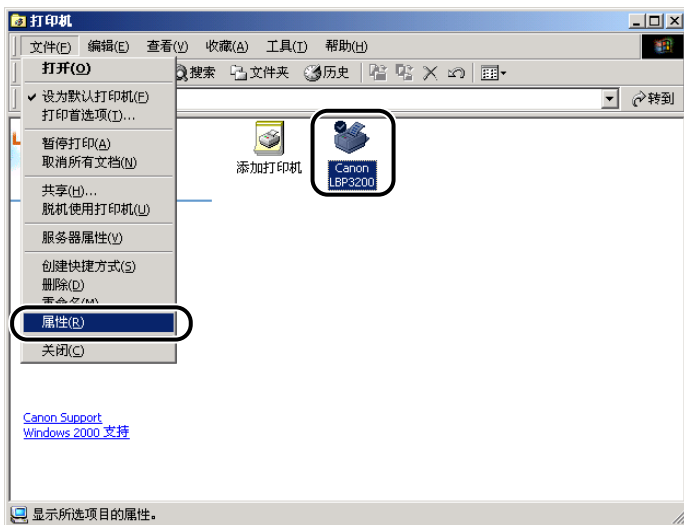 打印机
文件(F) 编辑(E) 查看(V) 收藏(A) 工具(T) 帮助(H)
搜索 文件夹 历史
转到
打开(O)
设为默认打印机(F)
打印首选项(I)...
暂停打印(A)
取消所有文档(N)
共享(H)...
脱机使用打印机(U)
服务器属性(V)
创建快捷方式(S)
删除(D)
重命名(M)
属性(R)
关闭(C)
添加打印机
Canon
LBP3200
Canon Support
Windows 2000 支持
显示所选项目的属性。